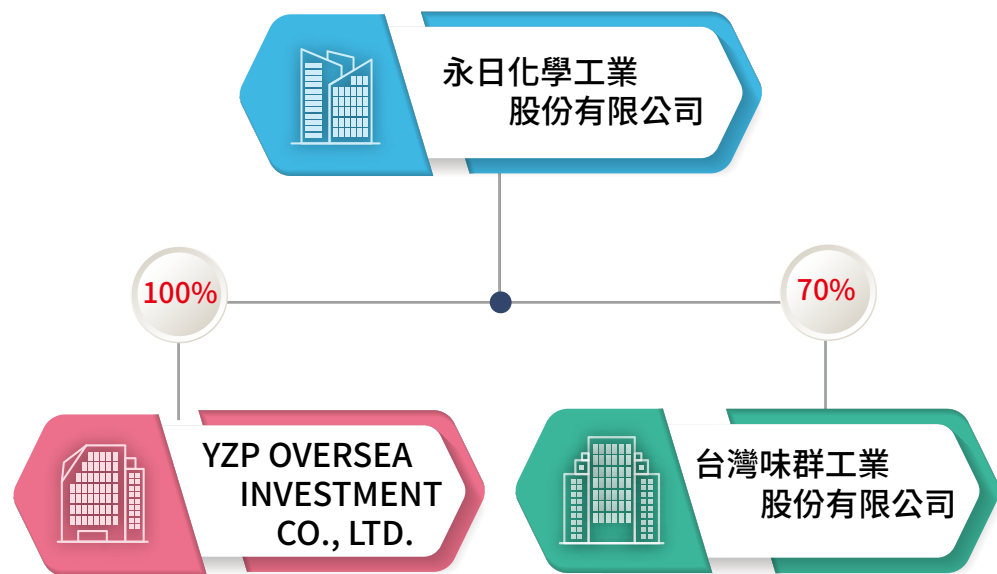 永日化學工業
股份有限公司
100%
70%
YZP OVERSEA
INVESTMENT
CO., LTD.
台灣味群工業
股份有限公司